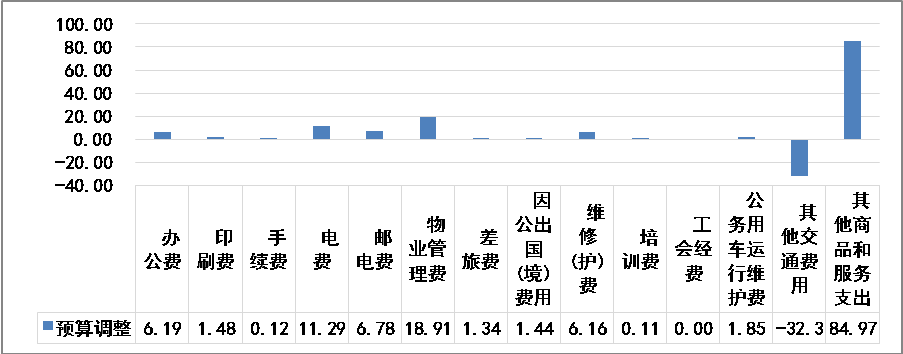 100.00
80.00
60.00
40.00
20.00
0.00
-20.00
-40.00
办公费
印刷费
手续费
电费
邮电费
物业管理费
差旅费
因公出国(境)费用
维修(护)费
培训费
工会经费
公务用车运行维护费
其他交通费用
其他商品和服务支出
预算调整 6.19 1.48 0.12 11.29 6.78 18.91 1.34 1.44 6.16 0.11 0.00 1.85 -32.3 84.97